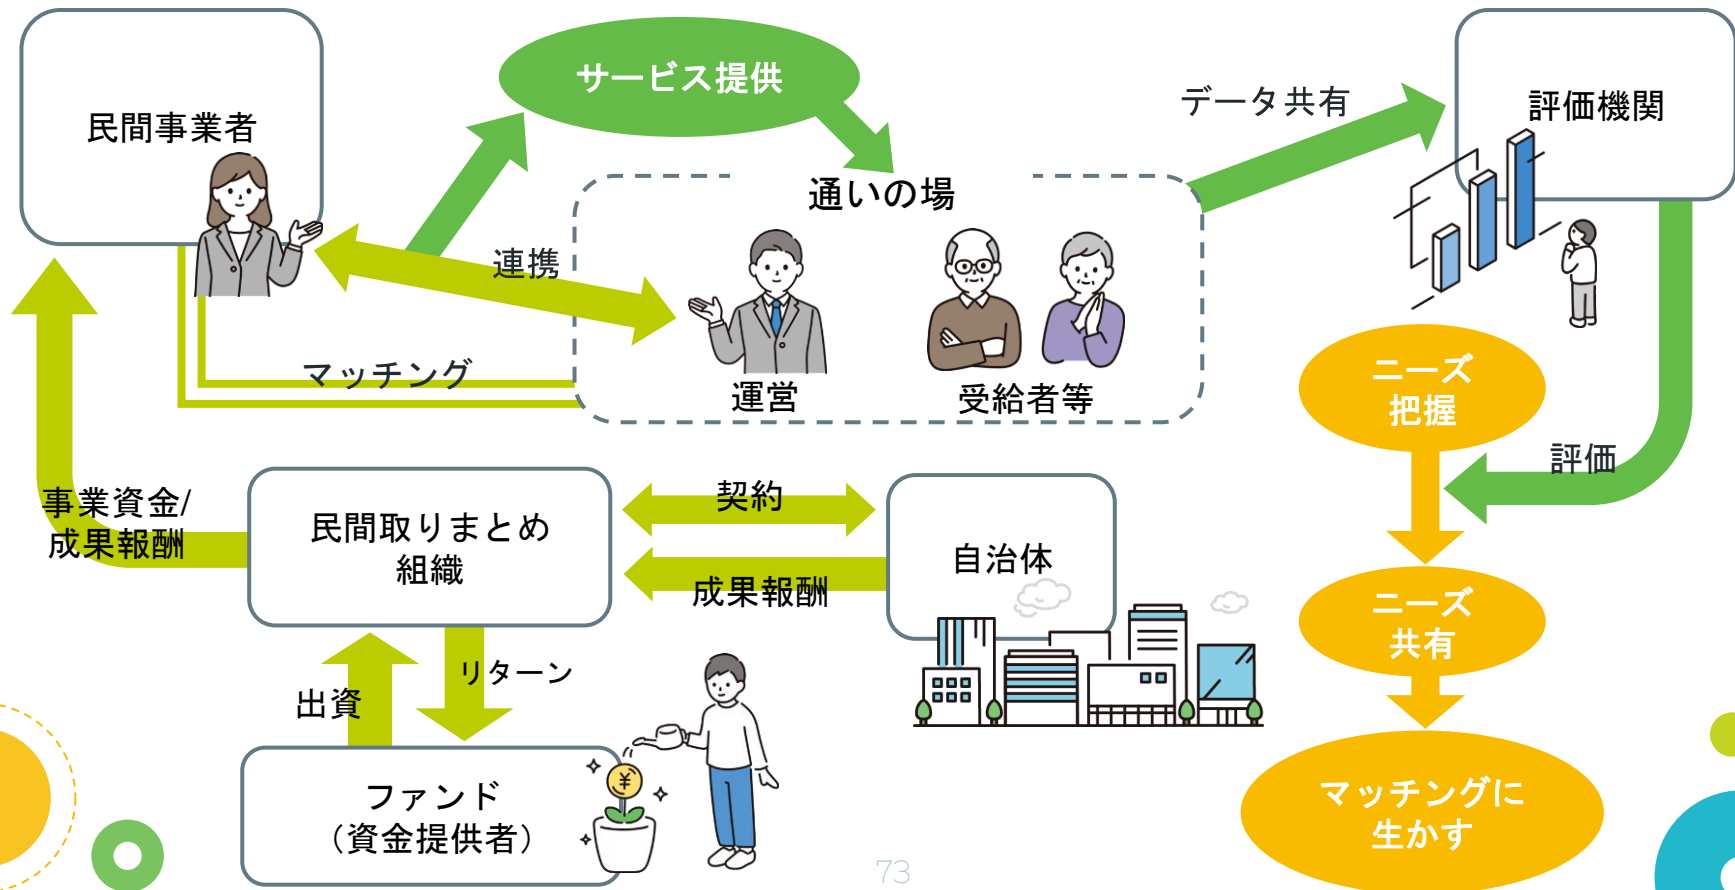 民間事業者
サービス提供
データ共有
評価機関
通いの場
連携
マッチング
運営
受給者等
ニーズ
把握
評価
事業資金/
成果報酬
民間取りまとめ
組織
契約
成果報酬
自治体
ニーズ
共有
出資
リターン
ファンド
（資金提供者）
¥
マッチングに
生かす
73